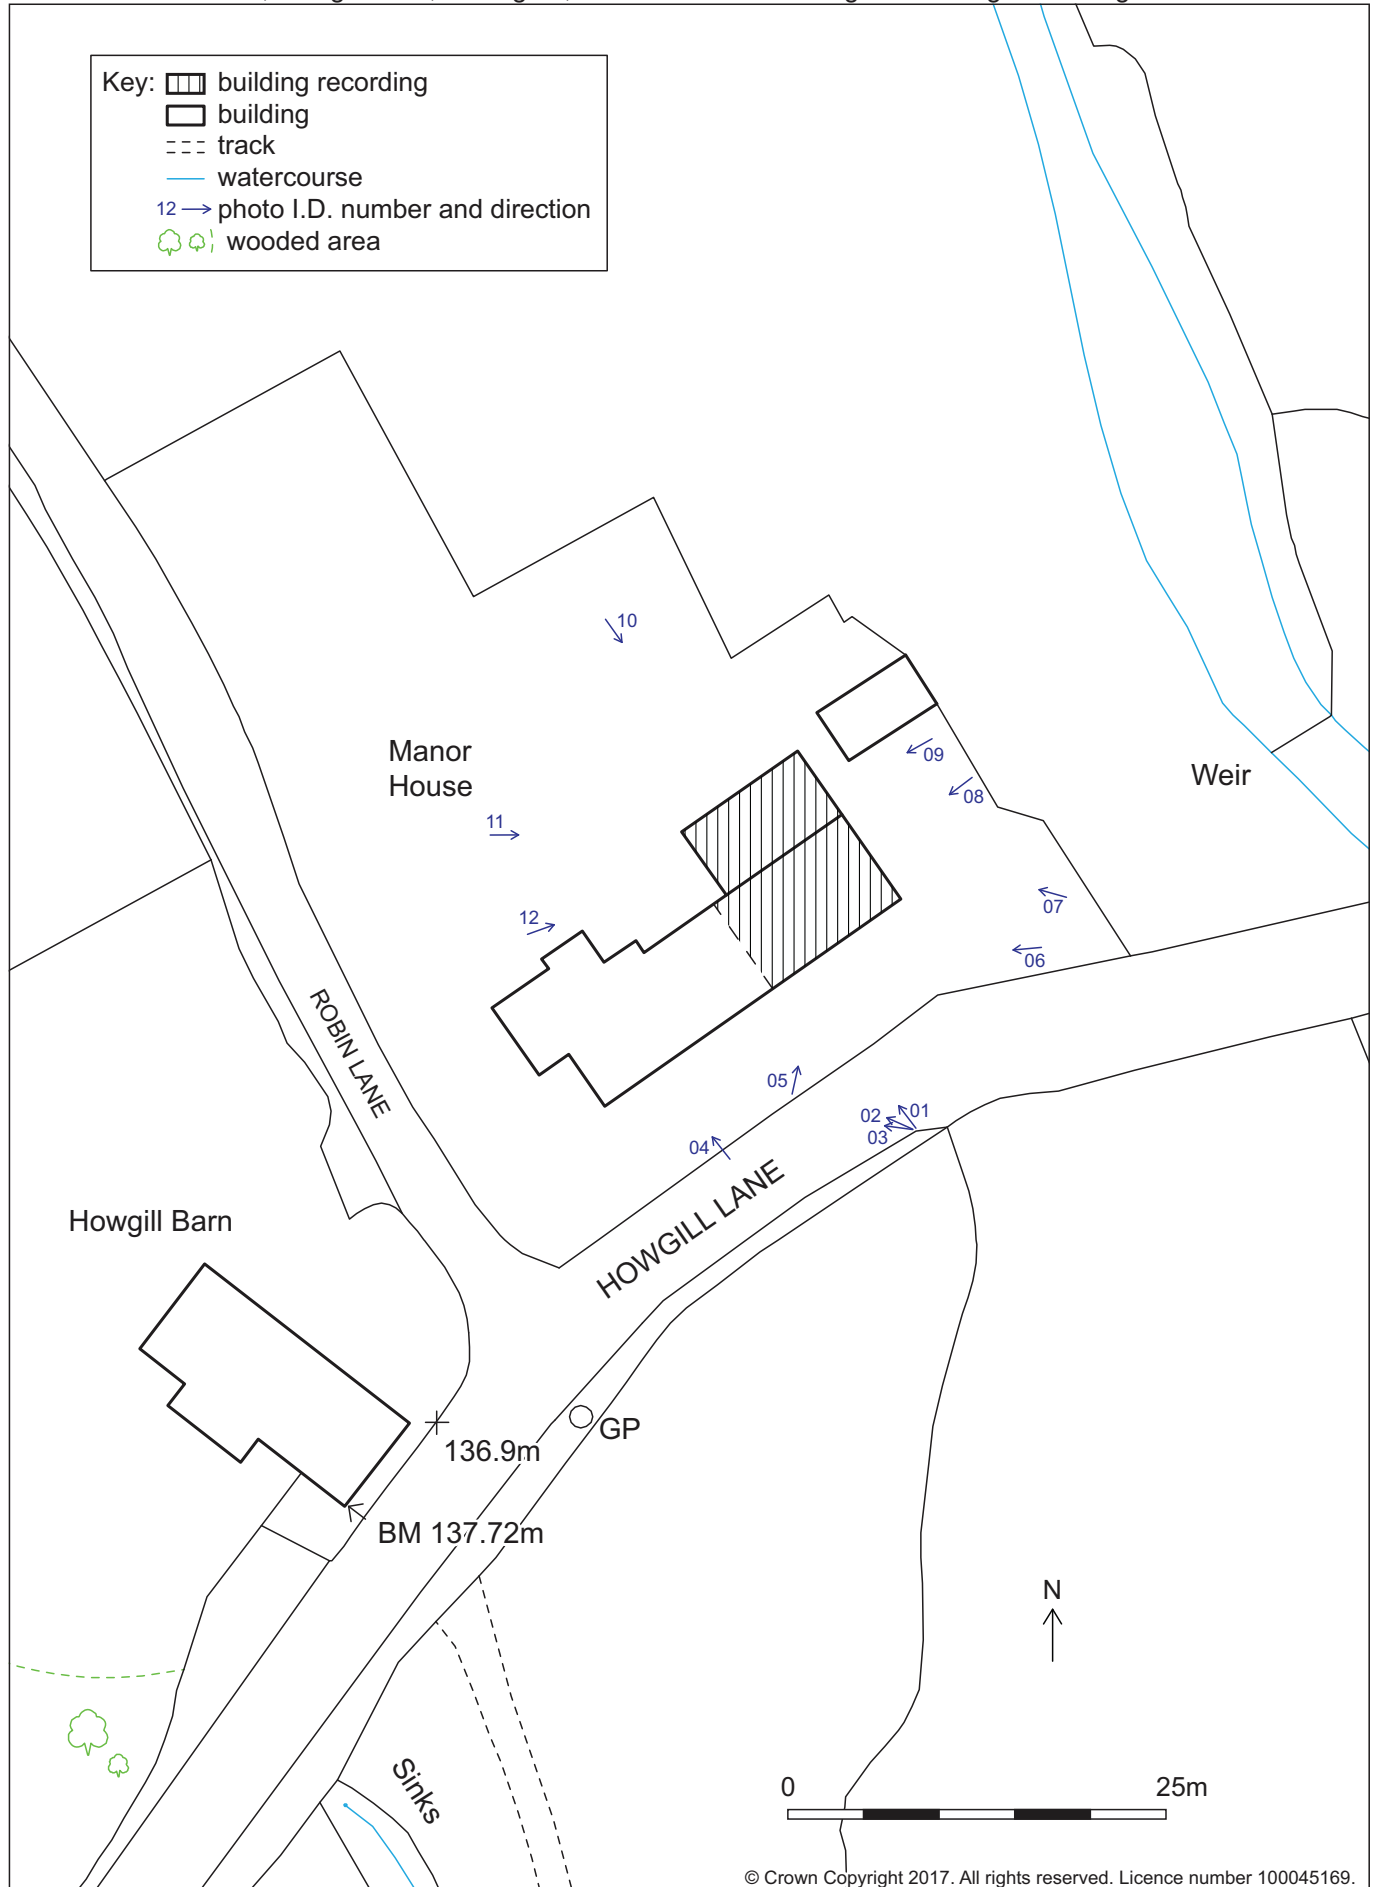 Key:
building recording
building
track
watercourse
12
photo I.D. number and direction
wooded area
10
Manor
House
09
08
Weir
11
07
12
06
ROBIN LANE
05
02
01
03
04
HOWGILL LANE
Howgill Barn
GP
136.9m
BM 137.72m
N
Sinks
0
25m
© Crown Copyright 2017. All rights reserved. Licence number 100045169.